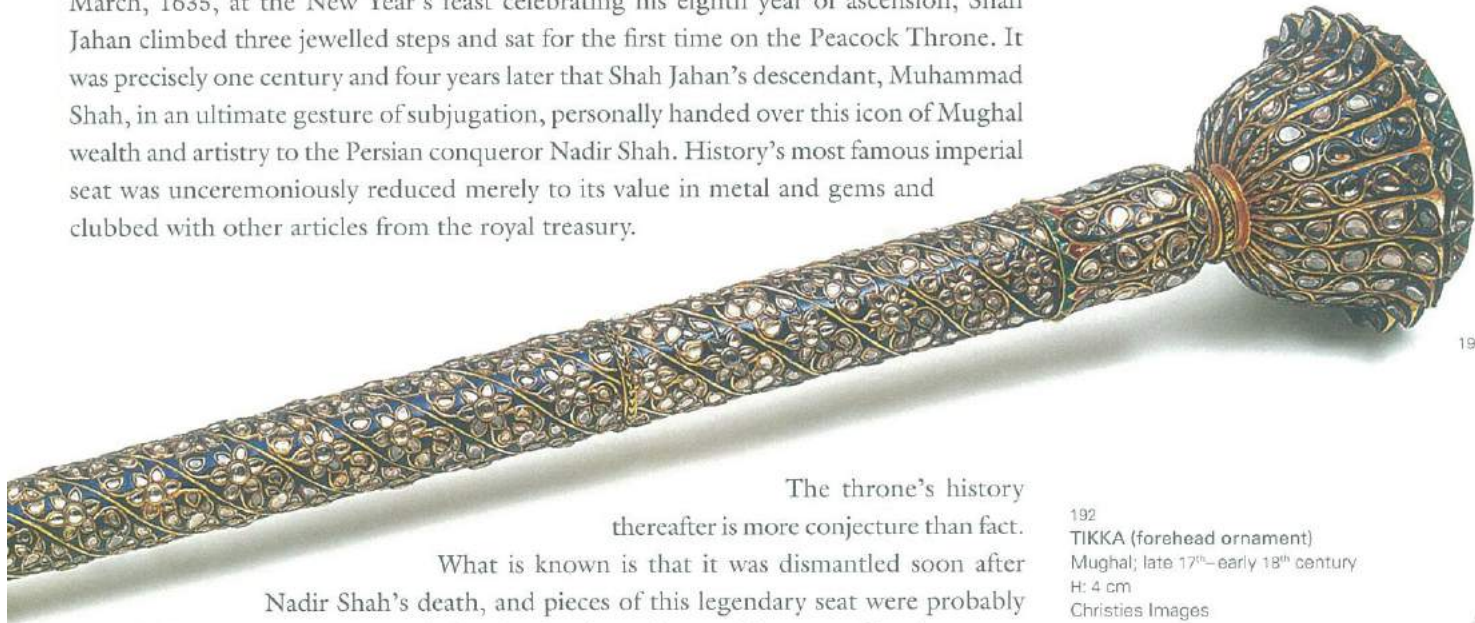 March, 1635, at the New Year's feast celebrating his eighth year of ascension, Shah
Jahan climbed three jewelled steps and sat for the first time on the Peacock Throne. It
was precisely one century and four years later that Shah Jahan's descendant, Muhammad
Shah, in an ultimate gesture of subjugation, personally handed over this icon of Mughal
wealth and artistry to the Persian conqueror Nadir Shah. History's most famous imperial
seat was unceremoniously reduced merely to its value in metal and gems and
clubbed with other articles from the royal treasury.
The throne's history
thereafter is more conjecture than fact.
What is known is that it was dismantled soon after
Nadir Shah's death, and pieces of this legendary seat were probably
192
TIKKA (forehead ornament)
Mughal; late 17th–early 18th century
H: 4 cm
Christies Images